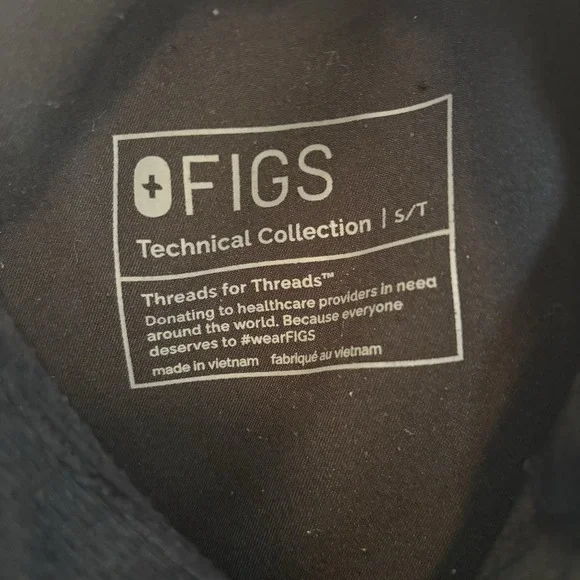 FIGS
Technical Collection | S/T
Threads for Threads™
Donating to healthcare providers in need
around the world. Because everyone
deserves to #wearFIGS
made in vietnam fabriqué au vietnam